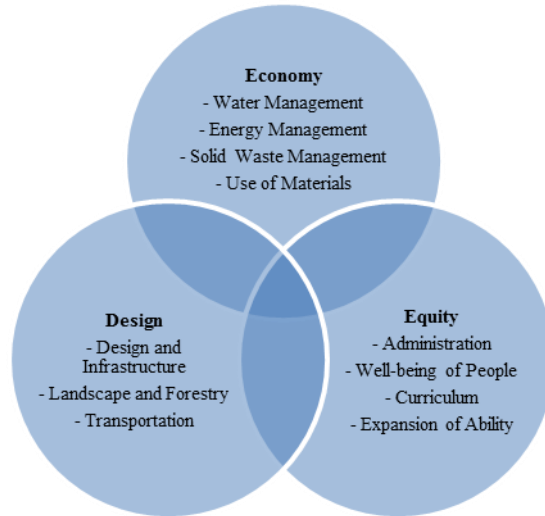 Economy
- Water Management
- Energy Management
- Solid Waste Management
- Use of Materials
Design
- Design and
Infrastructure
- Landscape and Forestry
- Transportation
Equity
- Administration
- Well-being of People
- Curriculum
- Expansion of Ability